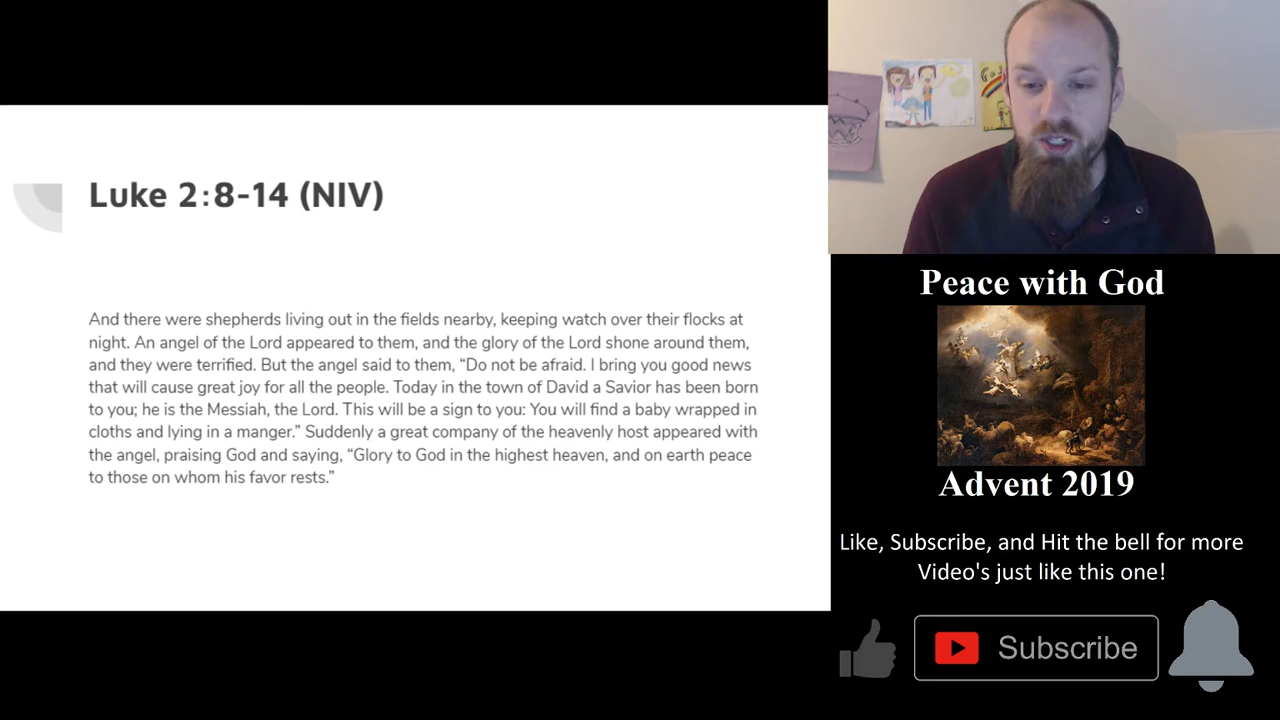 Luke 2:8-14 (NIV)
And there were shepherds living out in the fields nearby, keeping watch over their flocks at
night. An angel of the Lord appeared to them, and the glory of the Lord shone around them,
and they were terrified. But the angel said to them, “Do not be afraid. I bring you good news
that will cause great joy for all the people. Today in the town of David a Savior has been born
to you; he is the Messiah, the Lord. This will be a sign to you: You will find a baby wrapped in
cloths and lying in a manger.” Suddenly a great company of the heavenly host appeared with
the angel, praising God and saying, “Glory to God in the highest heaven, and on earth peace
to those on whom his favor rests.”
Peace with God
Advent 2019
Like, Subscribe, and Hit the bell for more
Video's just like this one!
Subscribe